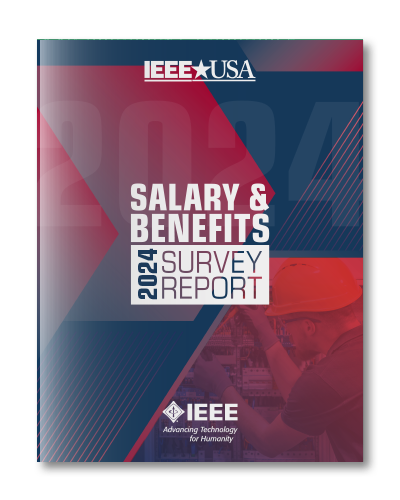 IEEE★USA
2024
SALARY &
BENEFITS
2024
SURVEY
REPORT
IEEE
Advancing Technology
for Humanity